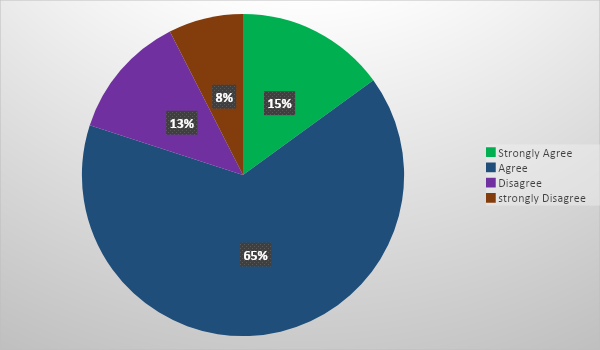 8%
15%
13%
65%
Strongly Agree
Agree
Disagree
strongly Disagree